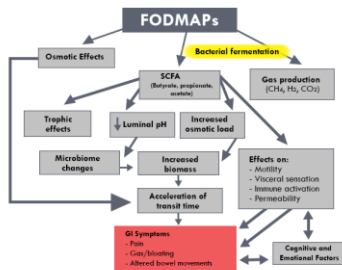 FODMAPs
Bacterial fermentation
Osmotic Effects
SCFA
(Butyrate, propionate,
acetate)
Gas production
(CH4, H2, CO2)
Trophic
effects
Luminal pH
Increased
osmotic load
Microbiome
changes
Increased
biomass
Effects on:
- Motility
- Visceral sensation
- Immune activation
- Permeability
Acceleration of
transit time
GI Symptoms
- Pain
- Gas/bloating
- Altered bowel movements
Cognitive and
Emotional Factors